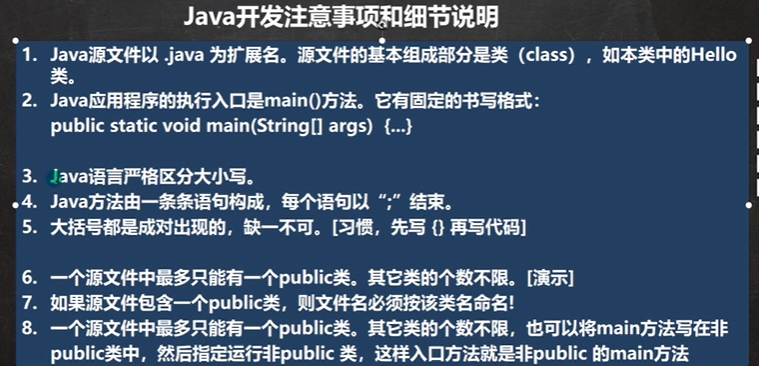 Java开发注意事项和细节说明
1. Java源文件以 .java 为扩展名。源文件的基本组成部分是类（class），如本类中的Hello
类。
2. Java应用程序的执行入口是main()方法。它有固定的书写格式：
public static void main(String[] args) {...}
3. Java语言严格区分大小写。
4. Java方法由一条条语句构成，每个语句以“;”结束。
5. 大括号都是成对出现的，缺一不可。[习惯，先写 {} 再写代码]
6. 一个源文件中最多只能有一个public类。其它类的个数不限。[演示]
7. 如果源文件包含一个public类，则文件名必须按该类名命名!
8. 一个源文件中最多只能有一个public类。其它类的个数不限，也可以将main方法写在非
public类中，然后指定运行非public 类，这样入口方法就是非public 的main方法